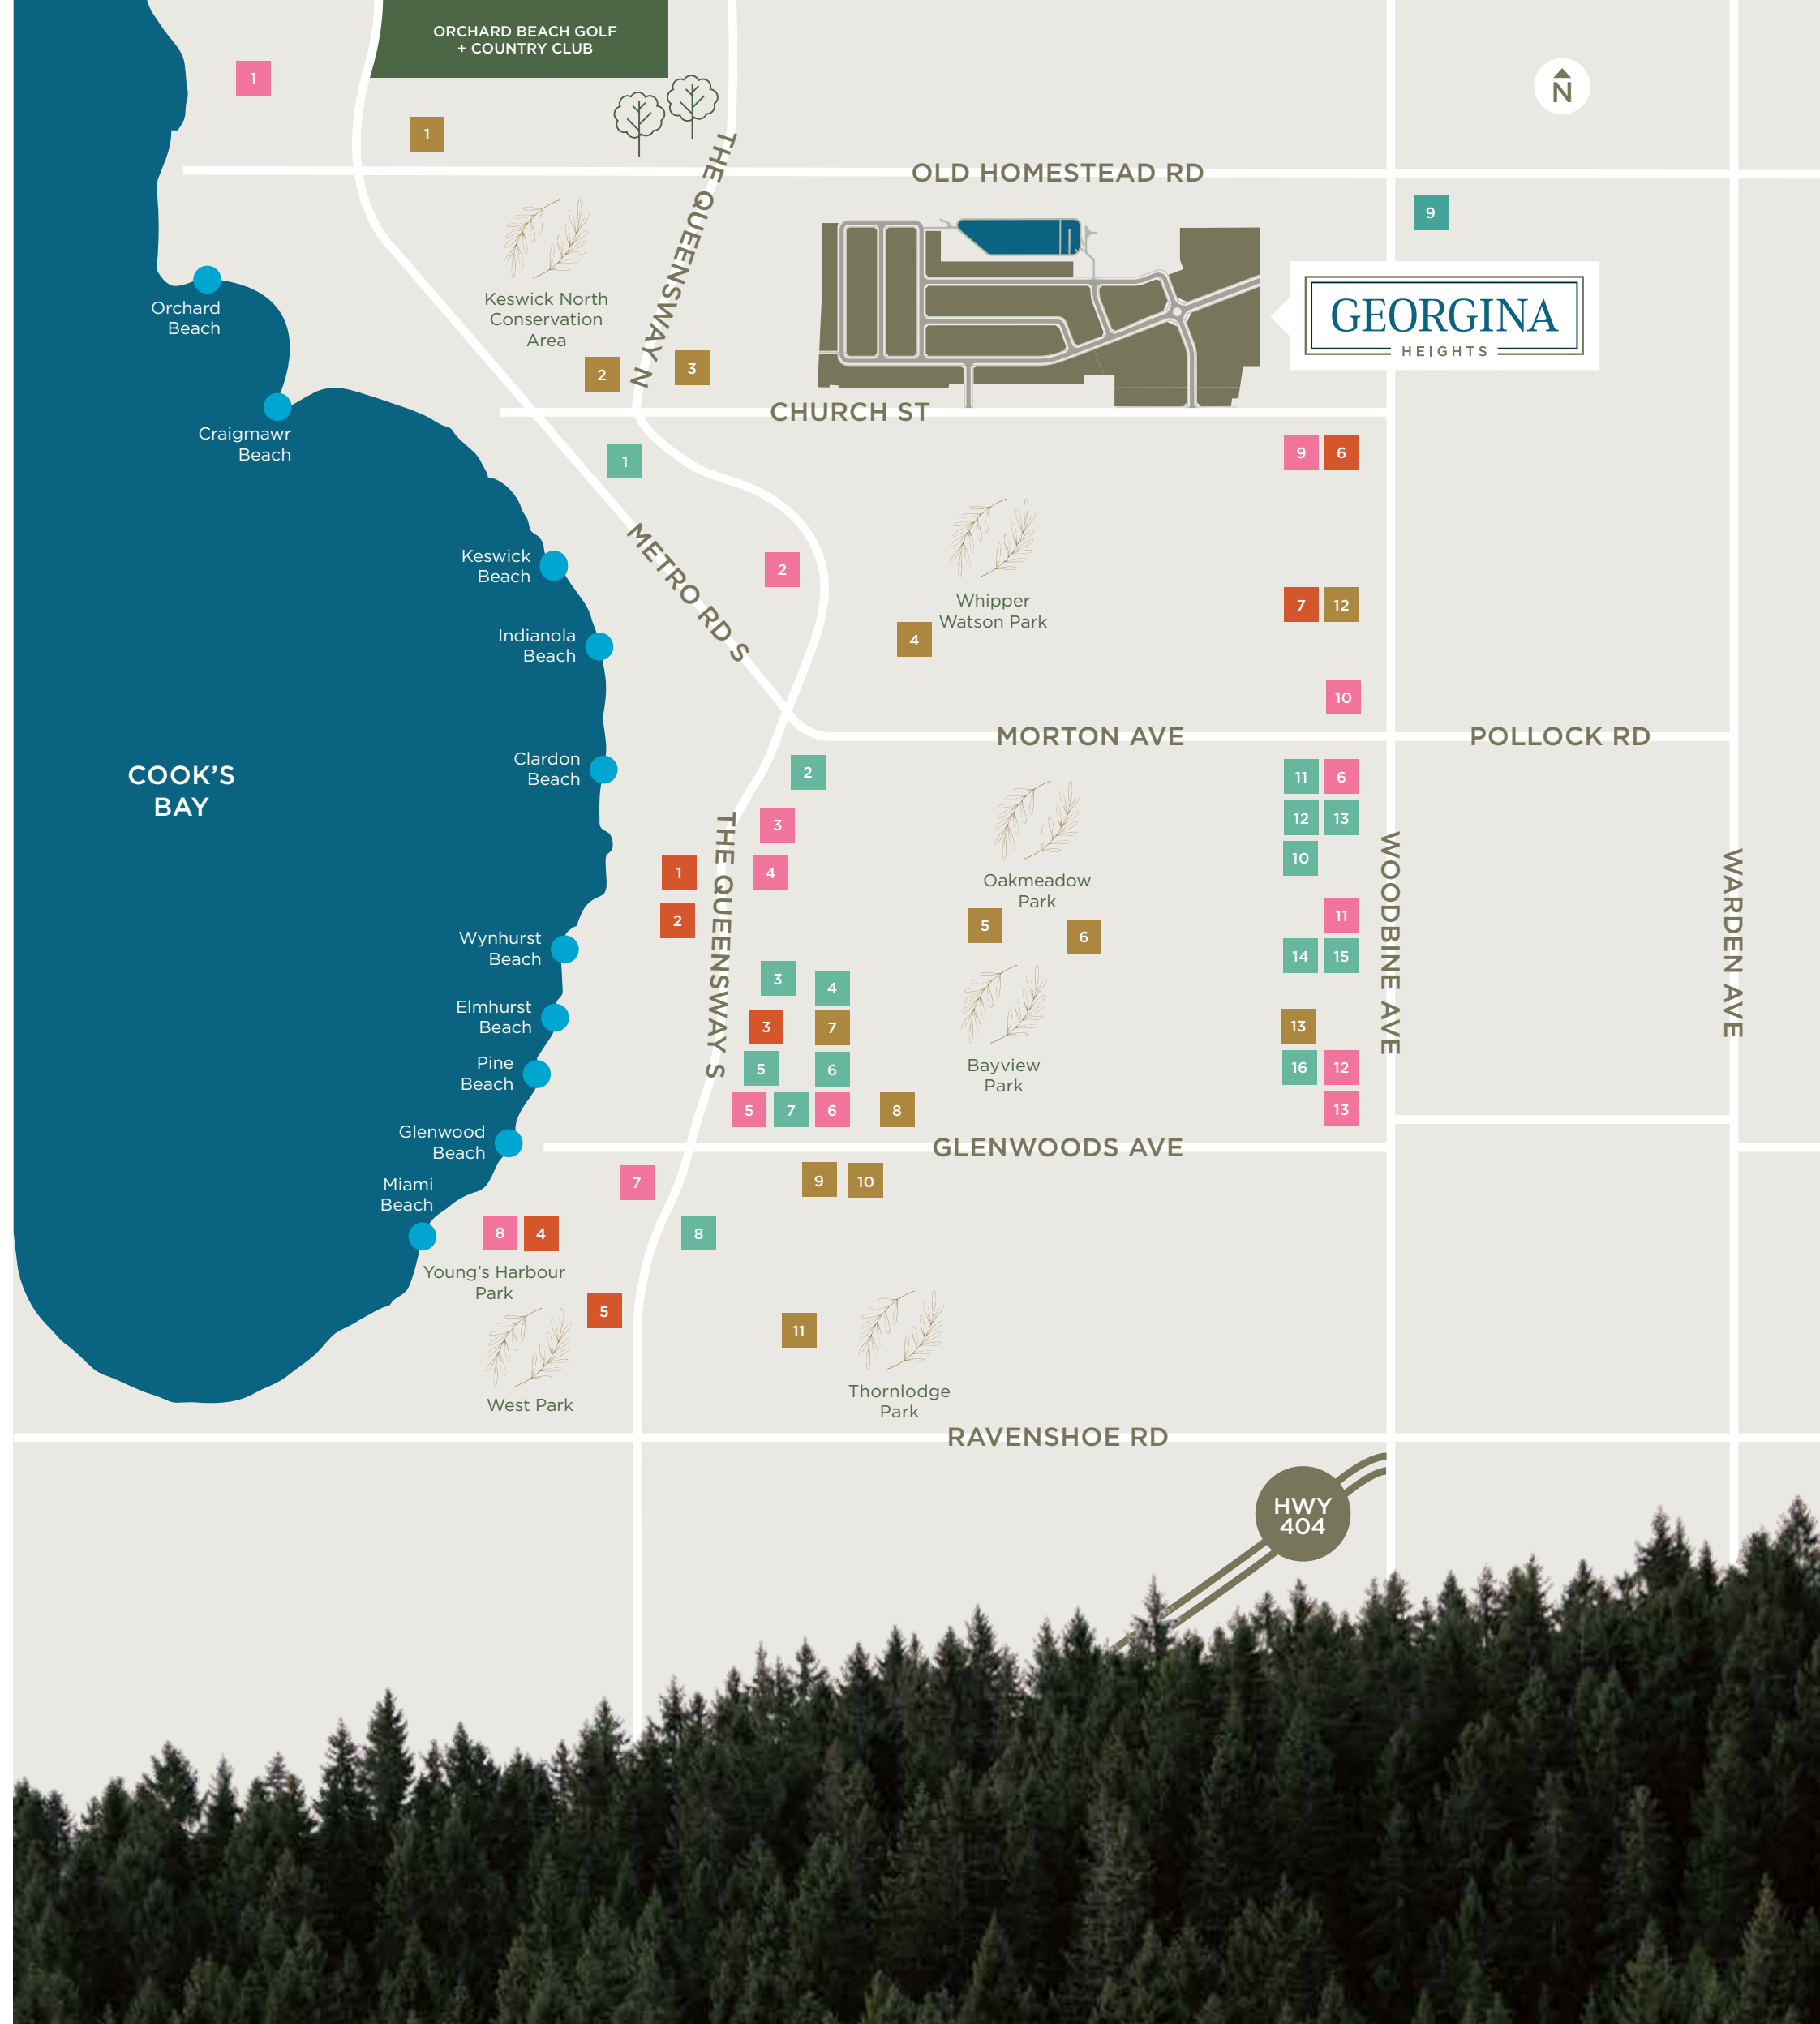 ORCHARD BEACH GOLF
+ COUNTRY CLUB
1
N
1
THE QUEENSWAY N
OLD HOMESTEAD RD
9
Keswick North
Conservation
Area
Orchard
Beach
GEORGINA
HEIGHTS
2
3
CHURCH ST
Craigmawr
Beach
1
9
6
METRO RD S
Keswick
Beach
2
Whipper
Watson Park
7
12
Indianola
Beach
4
10
MORTON AVE
POLLOCK RD
COOK'S
BAY
Clardon
Beach
2
11
6
3
12
13
THE QUEENSWAY S
WOODBINE AVE
WARDEN AVE
1
4
10
Oakmeadow
Park
2
5
6
11
Wynhurst
Beach
14
15
3
4
Elmhurst
Beach
3
7
13
Pine
Beach
5
6
Bayview
Park
16
12
5
7
6
8
13
Glenwood
Beach
GLENWOODS AVE
Miami
Beach
7
9
10
8
4
8
Young's Harbour
Park
5
11
West Park
Thornlodge
Park
RAVENSHOE RD
HWY
404